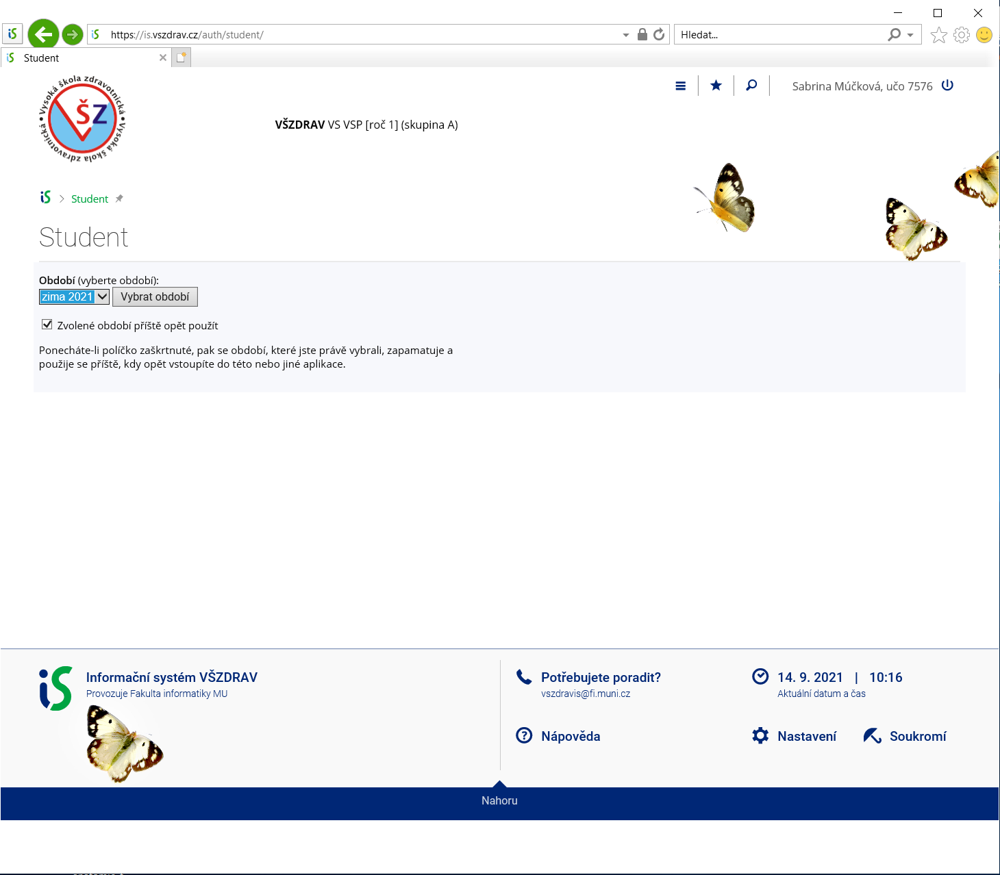 https://is.vszdrav.cz/auth/student/
Hledat...
Student
Vysoká škola zdravotnická • Vysoká škola zdravotnická •
VŠZ
Sabrina Múčková, učo 7576
VŠZDRAV VS VSP [roč 1] (skupina A)
Student
Student
Období (vyberte období):
zima 2021 Vybrat období
Zvolené období příště opět použít
Ponecháte-li políčko zaškrtnuté, pak se období, které jste právě vybrali, zapamatuje a
použije se příště, kdy opět vstoupíte do této nebo jiné aplikace.
Informační systém VŠZDRAV
Provozuje Fakulta informatiky MU
Potřebujete poradit?
vszdravis@fi.muni.cz
14. 9. 2021 | 10:16
Aktuální datum a čas
Nápověda
Nastavení
Soukromí
Nahoru